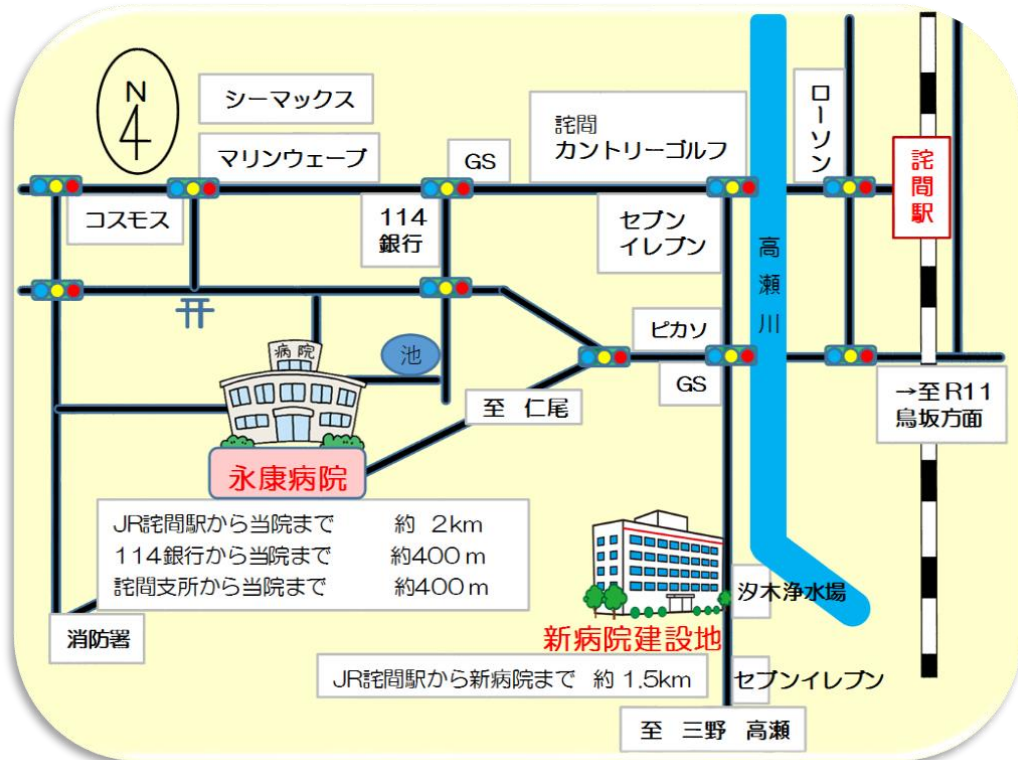 N
シーマックス
マリンウェーブ
GS
詫間
カントリーゴルフ
ローソン
詫間駅
コスモス
114
銀行
セブン
イレブン
高瀬川
ピカソ
GS
病院
池
至 仁尾
→至R11
鳥坂方面
永康病院
JR詫間駅から当院まで 約 2km
114銀行から当院まで 約400m
詫間支所から当院まで 約400m
汐木浄水場
消防署
新病院建設地
JR詫間駅から新病院まで 約 1.5km
セブンイレブン
至 三野 高瀬